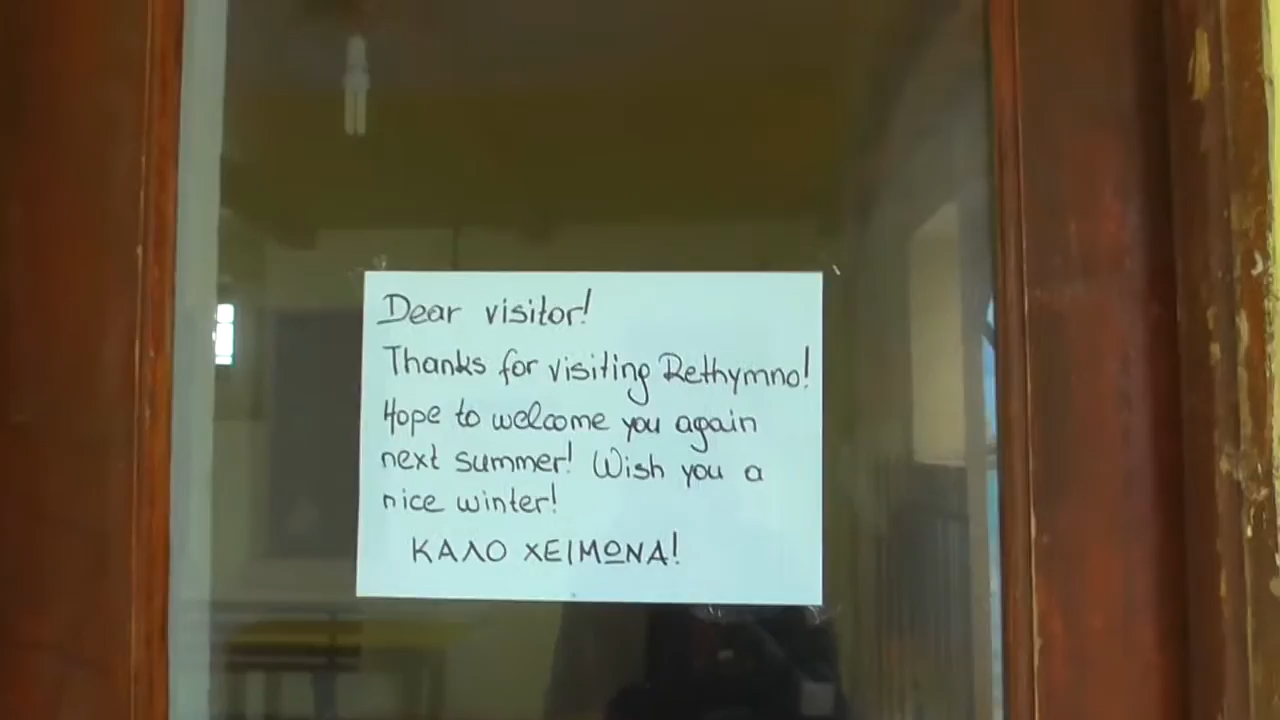 Dear visitor!
Thanks for visiting Rethymno!
Hope to welcome you again
next summer! Wish you a
nice winter!
ΚΑΛΟ ΧΕΙΜΩΝΑ!